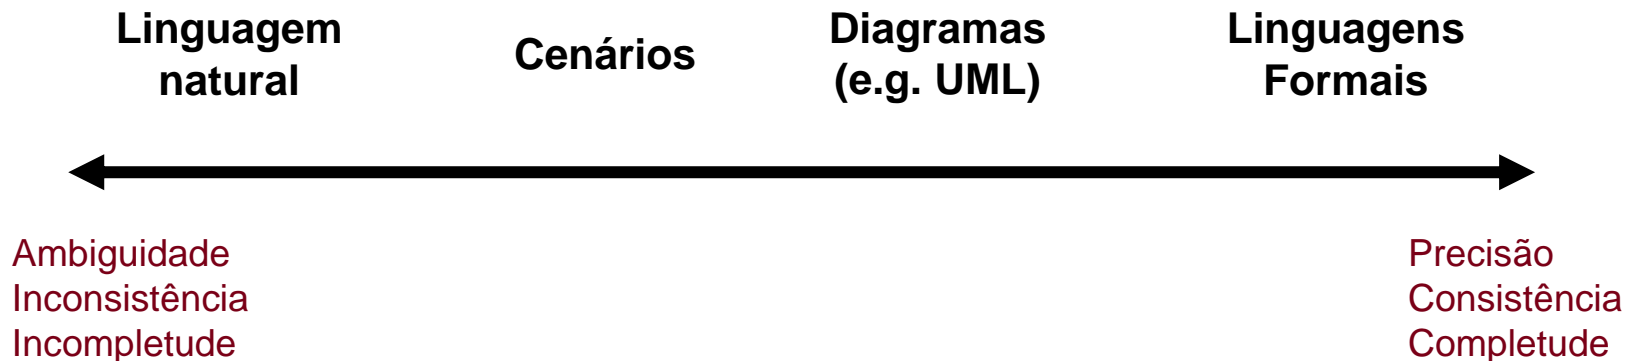 Linguagem
natural
Cenários
Diagramas
(e.g. UML)
Linguagens
Formais
Ambiguidade
Inconsistência
Incompletude
Precisão
Consistência
Completude